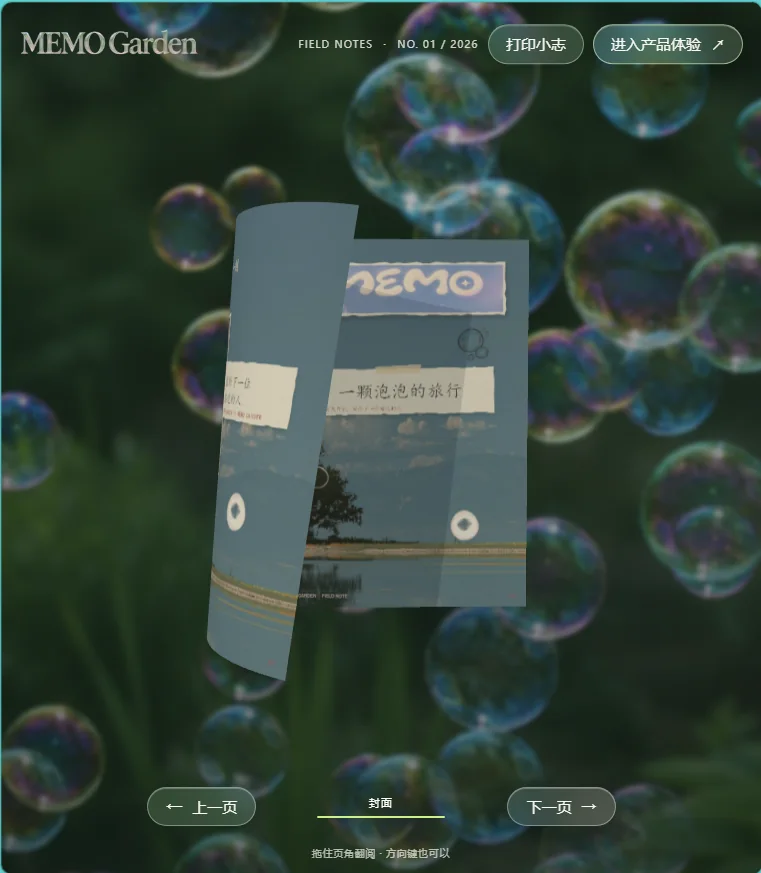 MEMO Garden
FIELD NOTES · NO. 01 / 2026
打印小志
进入产品体验 ↗
MEMO
一颗泡泡的旅行
FIELD NOTE
← 上一页
封面
下一页 →
拖住页角翻阅 · 方向键也可以